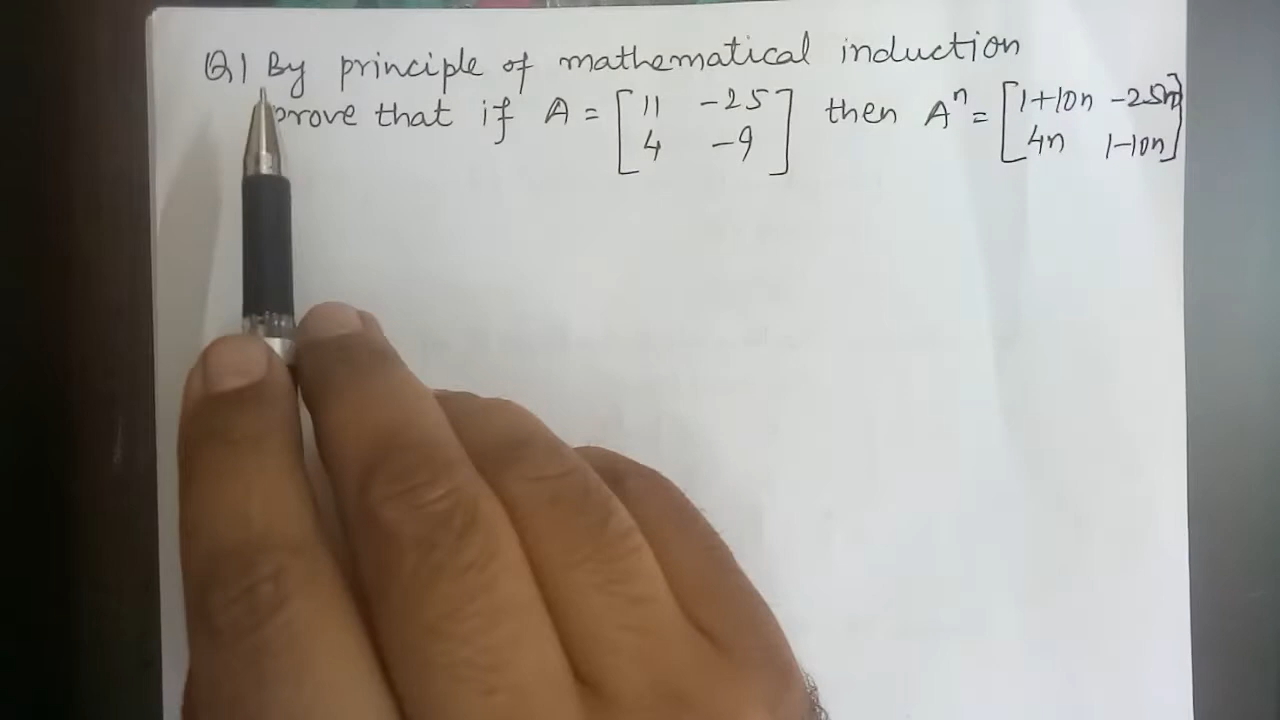 Q1 By principle of mathematical induction
prove that if A = [11 -25 4 -9] then Aⁿ = [1+10n -25n 4n 1-10n]